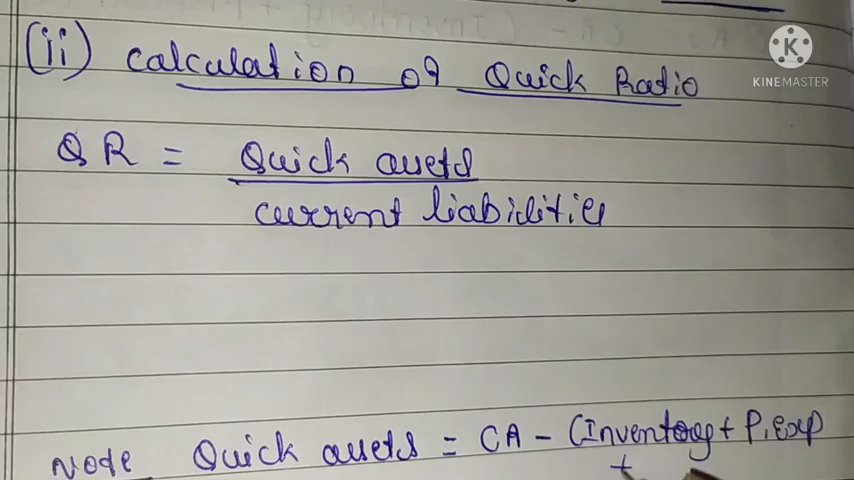 (ii) Calculation of Quick Ratio
KINEMASTER
QR = Quick assets
current liabilities
Note Quick assets = CA - (Inventory + P. Exp
+